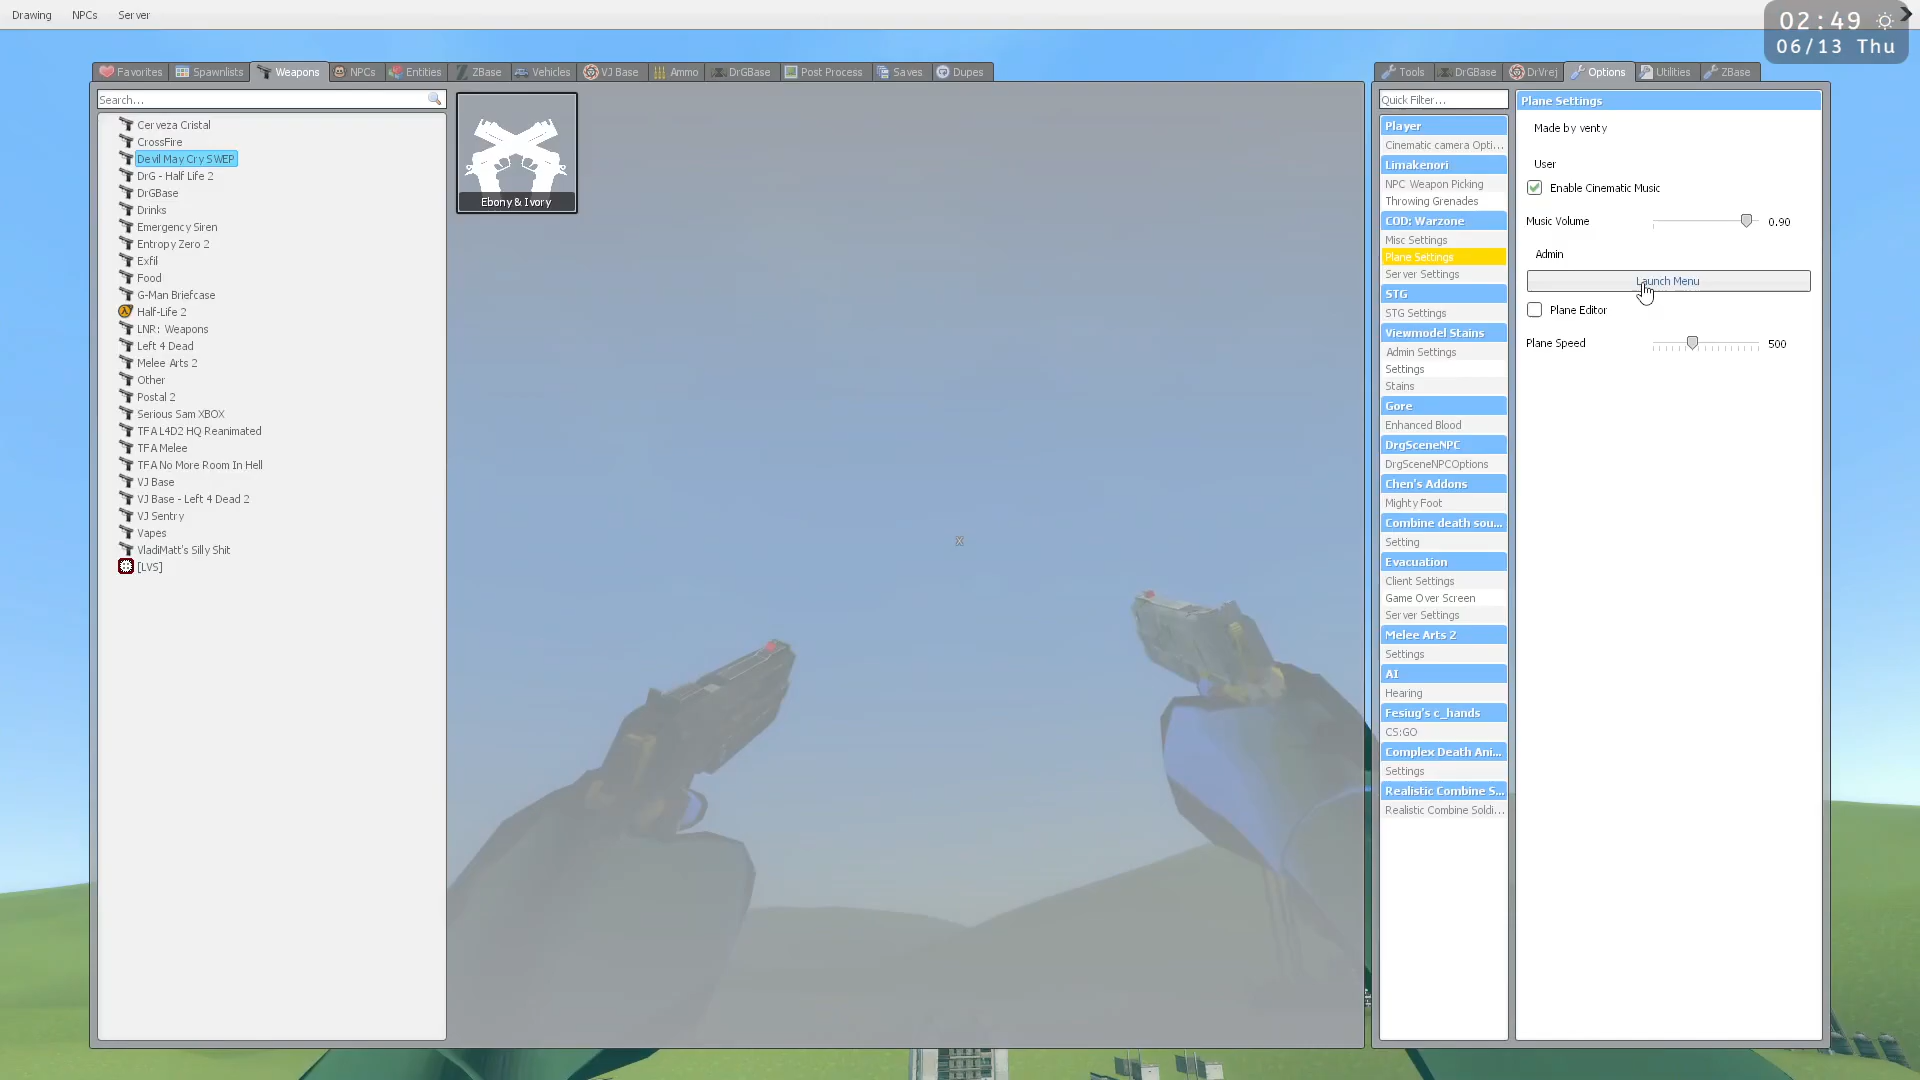 Drawing NPCs Server
02:49
06/13 Thu
Favorites Spawnlists Weapons NPCs Entities ZBase Vehicles VJ Base Ammo DrGBase Post Process Saves Dupes
Search...
Cerveza Cristal
CrossFire
Devil May Cry SWEP
DrG - Half Life 2
DrGBase
Drinks
Emergency Siren
Entropy Zero 2
Exfil
Food
G-Man Briefcase
Half-Life 2
LNR: Weapons
Left 4 Dead
Melee Arts 2
Other
Postal 2
Serious Sam XBOX
TFA L4D2 HQ Reanimated
TFA Melee
TFA No More Room In Hell
VJ Base
VJ Base - Left 4 Dead 2
VJ Sentry
Vapes
VladiMatt's Silly Shit
[LVS]
Ebony & Ivory
Tools DrGBase DrVrej Options Utilities ZBase
Quick Filter...
Player
Cinematic camera Opti...
Limakenori
NPC Weapon Picking
Throwing Grenades
COD: Warzone
Misc Settings
Plane Settings
Server Settings
STG
STG Settings
Viewmodel Stains
Admin Settings
Settings
Stains
Gore
Enhanced Blood
DrgSceneNPC
DrgSceneNPCOptions
Chen's Addons
Mighty Foot
Combine death sou...
Setting
Evacuation
Client Settings
Game Over Screen
Server Settings
Melee Arts 2
Settings
AI
Hearing
Fesiug's c_hands
CS:GO
Complex Death Ani...
Settings
Realistic Combine S...
Realistic Combine Soldi...
Plane Settings
Made by venty
User
Enable Cinematic Music
Music Volume 0.90
Admin
Launch Menu
Plane Editor
Plane Speed 500